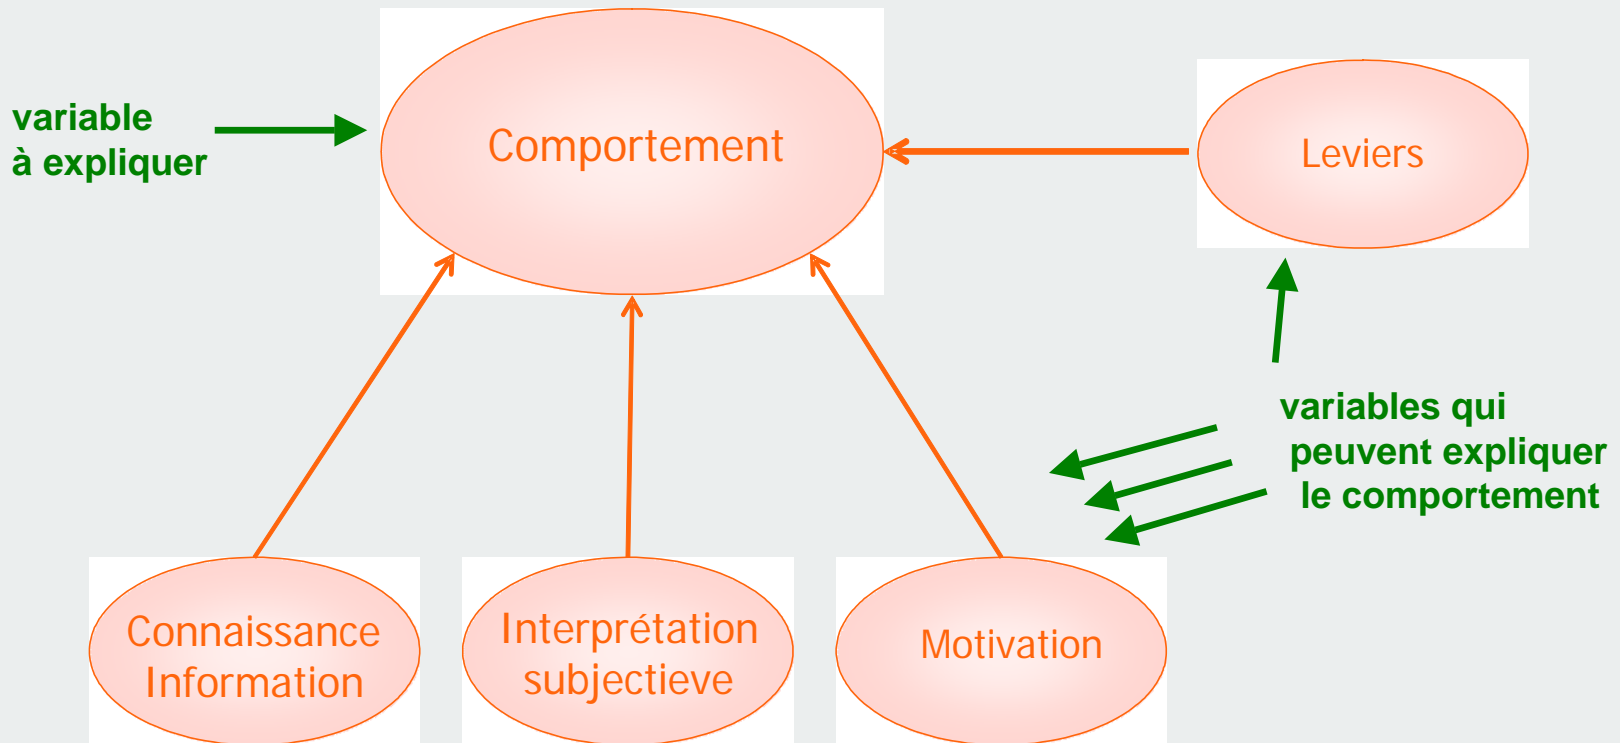 variable
à expliquer
Comportement
Leviers
variables qui
peuvent expliquer
le comportement
Connaissance
Information
Interprétation
subjectieve
Motivation